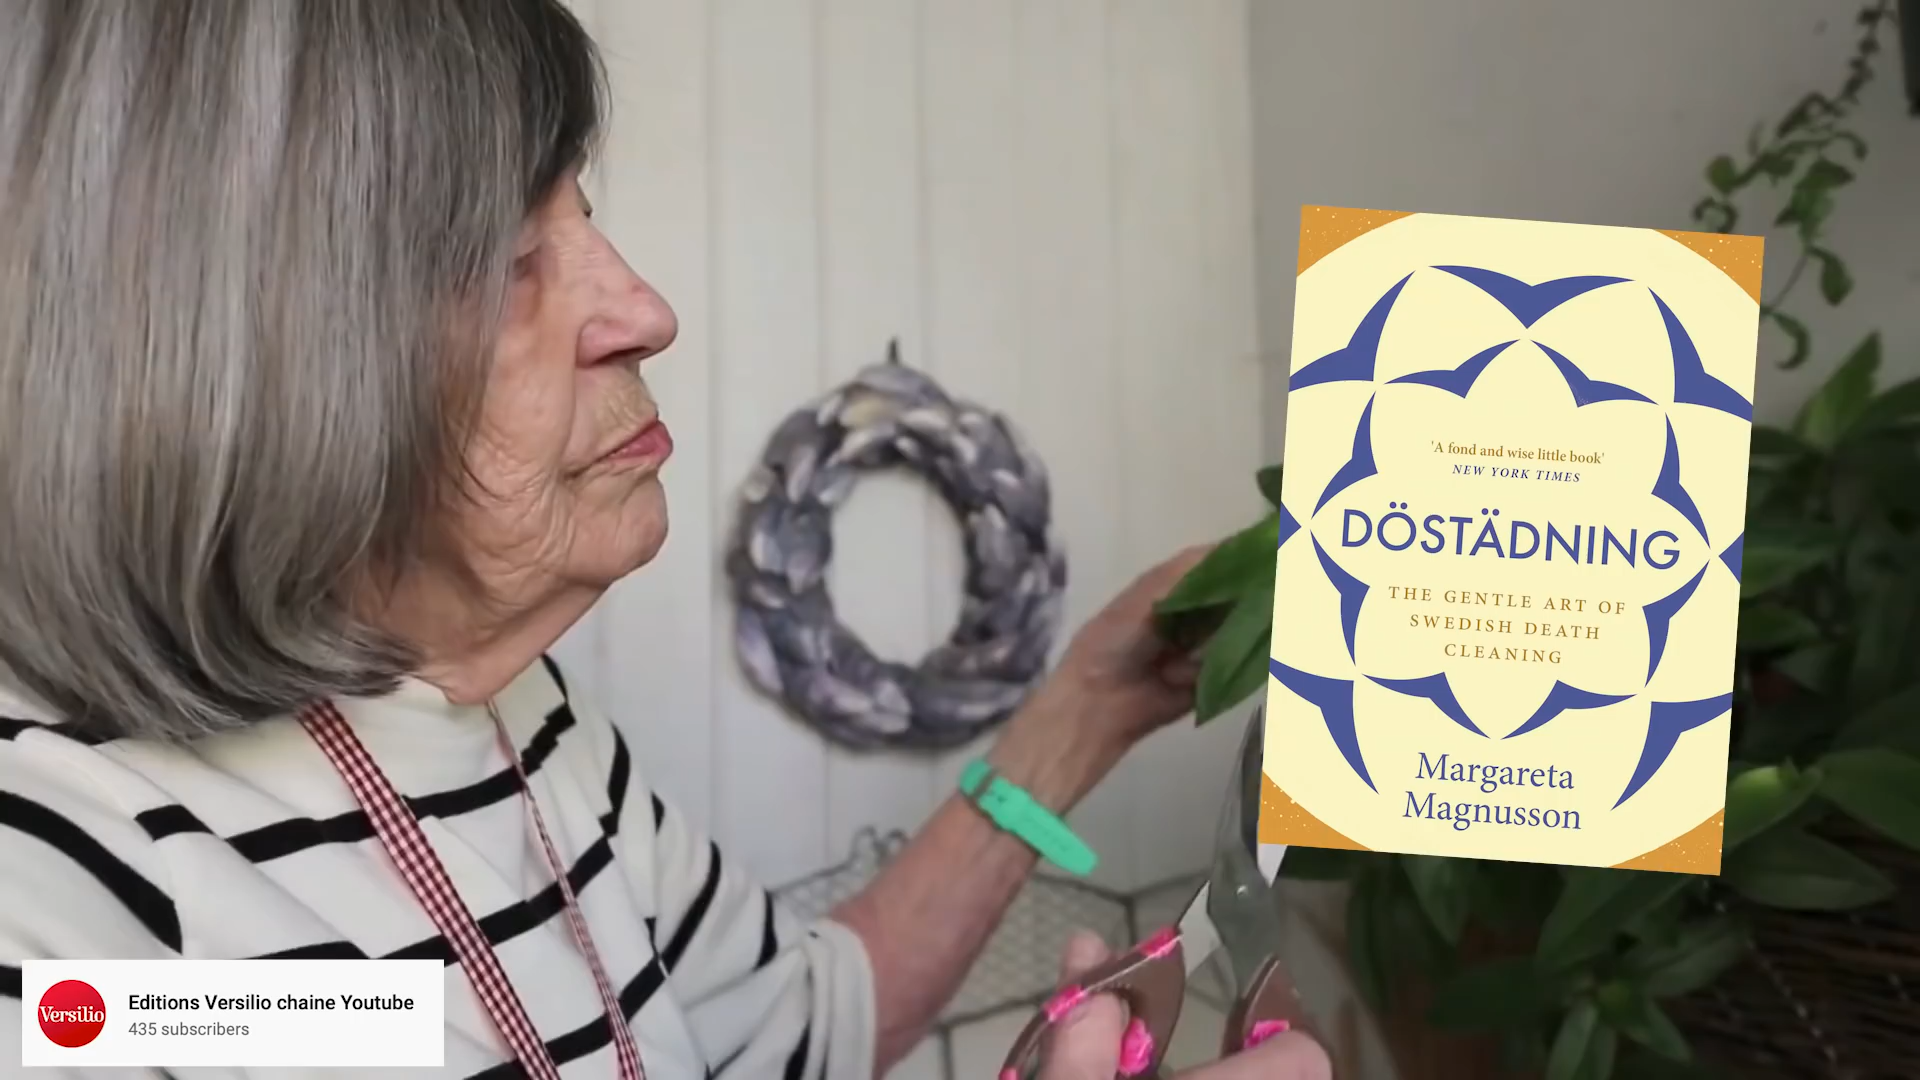 'A fond and wise little book'
NEW YORK TIMES
DÖSTÄDNING
THE GENTLE ART OF
SWEDISH DEATH
CLEANING
Margareta
Magnusson
Versilio
Editions Versilio chaine Youtube
435 subscribers